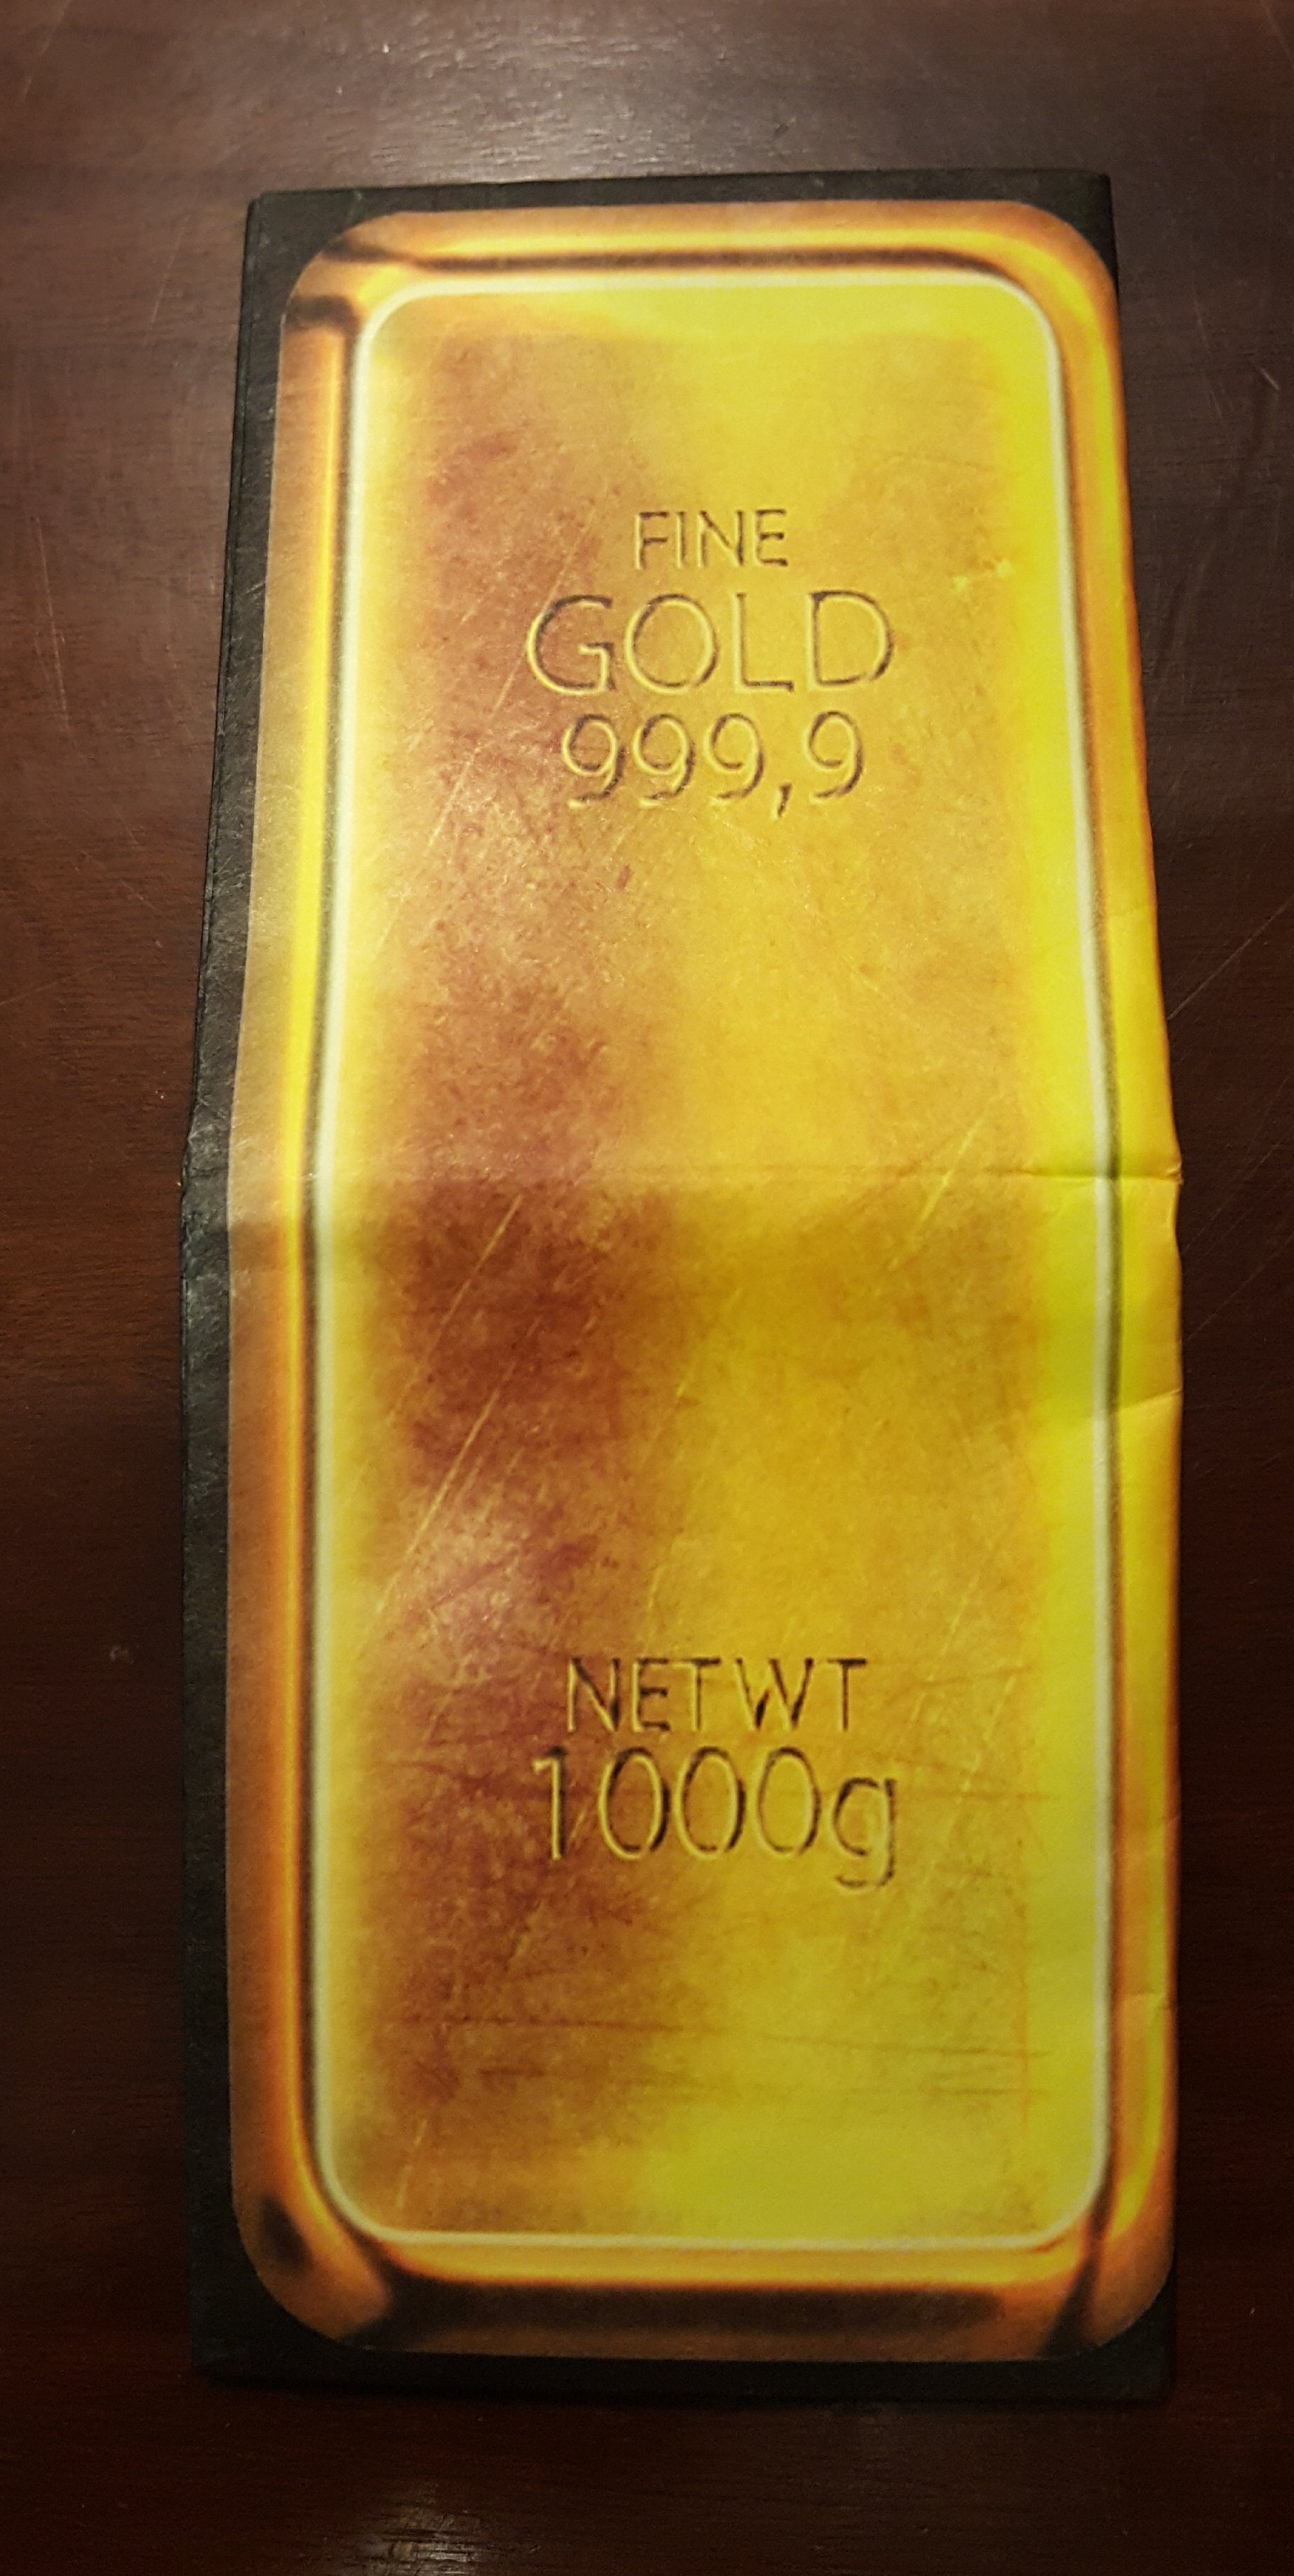 FINE
GOLD
999,9
NET WT
1000g